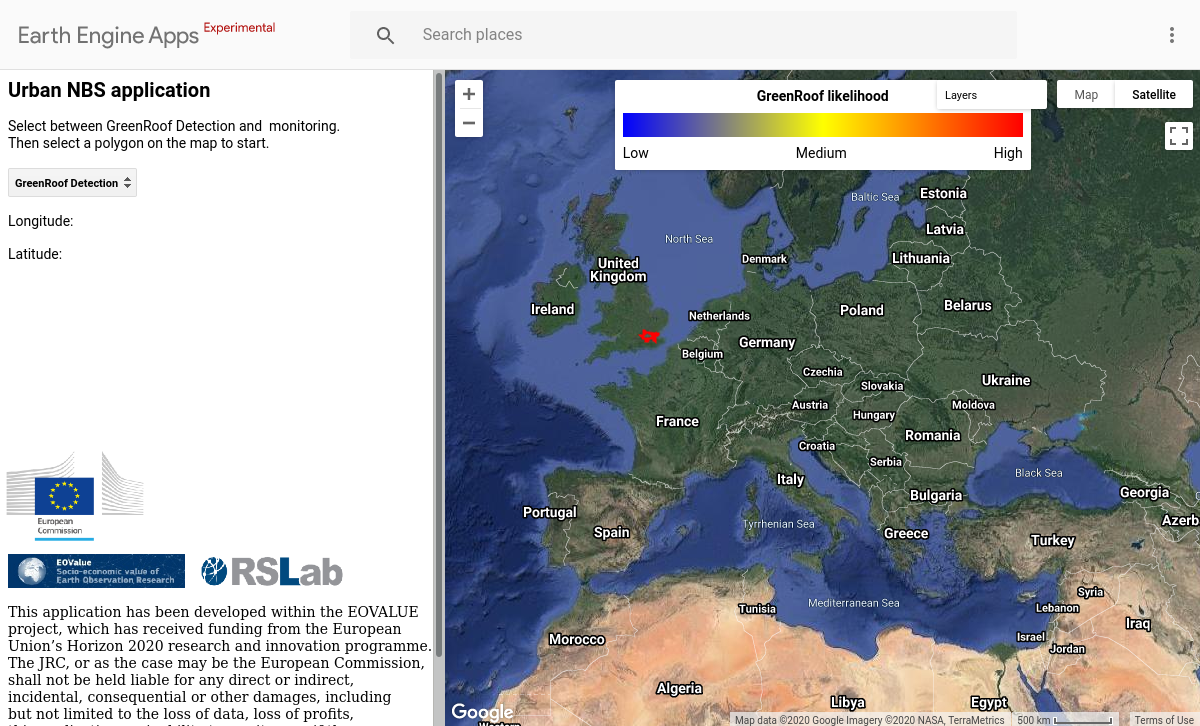 Earth Engine Apps Experimental
Search places
Urban NBS application
Select between GreenRoof Detection and  monitoring.
Then select a polygon on the map to start.
GreenRoof Detection
Longitude:
Latitude:
European
Commission
EOValue
Socio-economic value of
Earth Observation Research
RSLab
This application has been developed within the EOVALUE
project, which has received funding from the European
Union's Horizon 2020 research and innovation programme.
The JRC, or as the case may be the European Commission,
shall not be held liable for any direct or indirect,
incidental, consequential or other damages, including
but not limited to the loss of data, loss of profits,
GreenRoof likelihood
Low Medium High
Layers
Map Satellite
Baltic Sea
Estonia
Latvia
North Sea
Denmark
Lithuania
United
Kingdom
Ireland
Netherlands
Poland
Belarus
Germany
Belgium
Czechia
Slovakia
Ukraine
Austria
Hungary
Moldova
France
Romania
Croatia
Serbia
Black Sea
Italy
Bulgaria
Georgia
Portugal
Spain
Tyrrhenian Sea
Greece
Turkey
Azerb
Tunisia
Mediterranean Sea
Syria
Lebanon
Iraq
Morocco
Israel
Jordan
Algeria
Libya
Egypt
Google
Map data ©2020 Google Imagery ©2020 NASA, TerraMetrics
500 km
Terms of Use